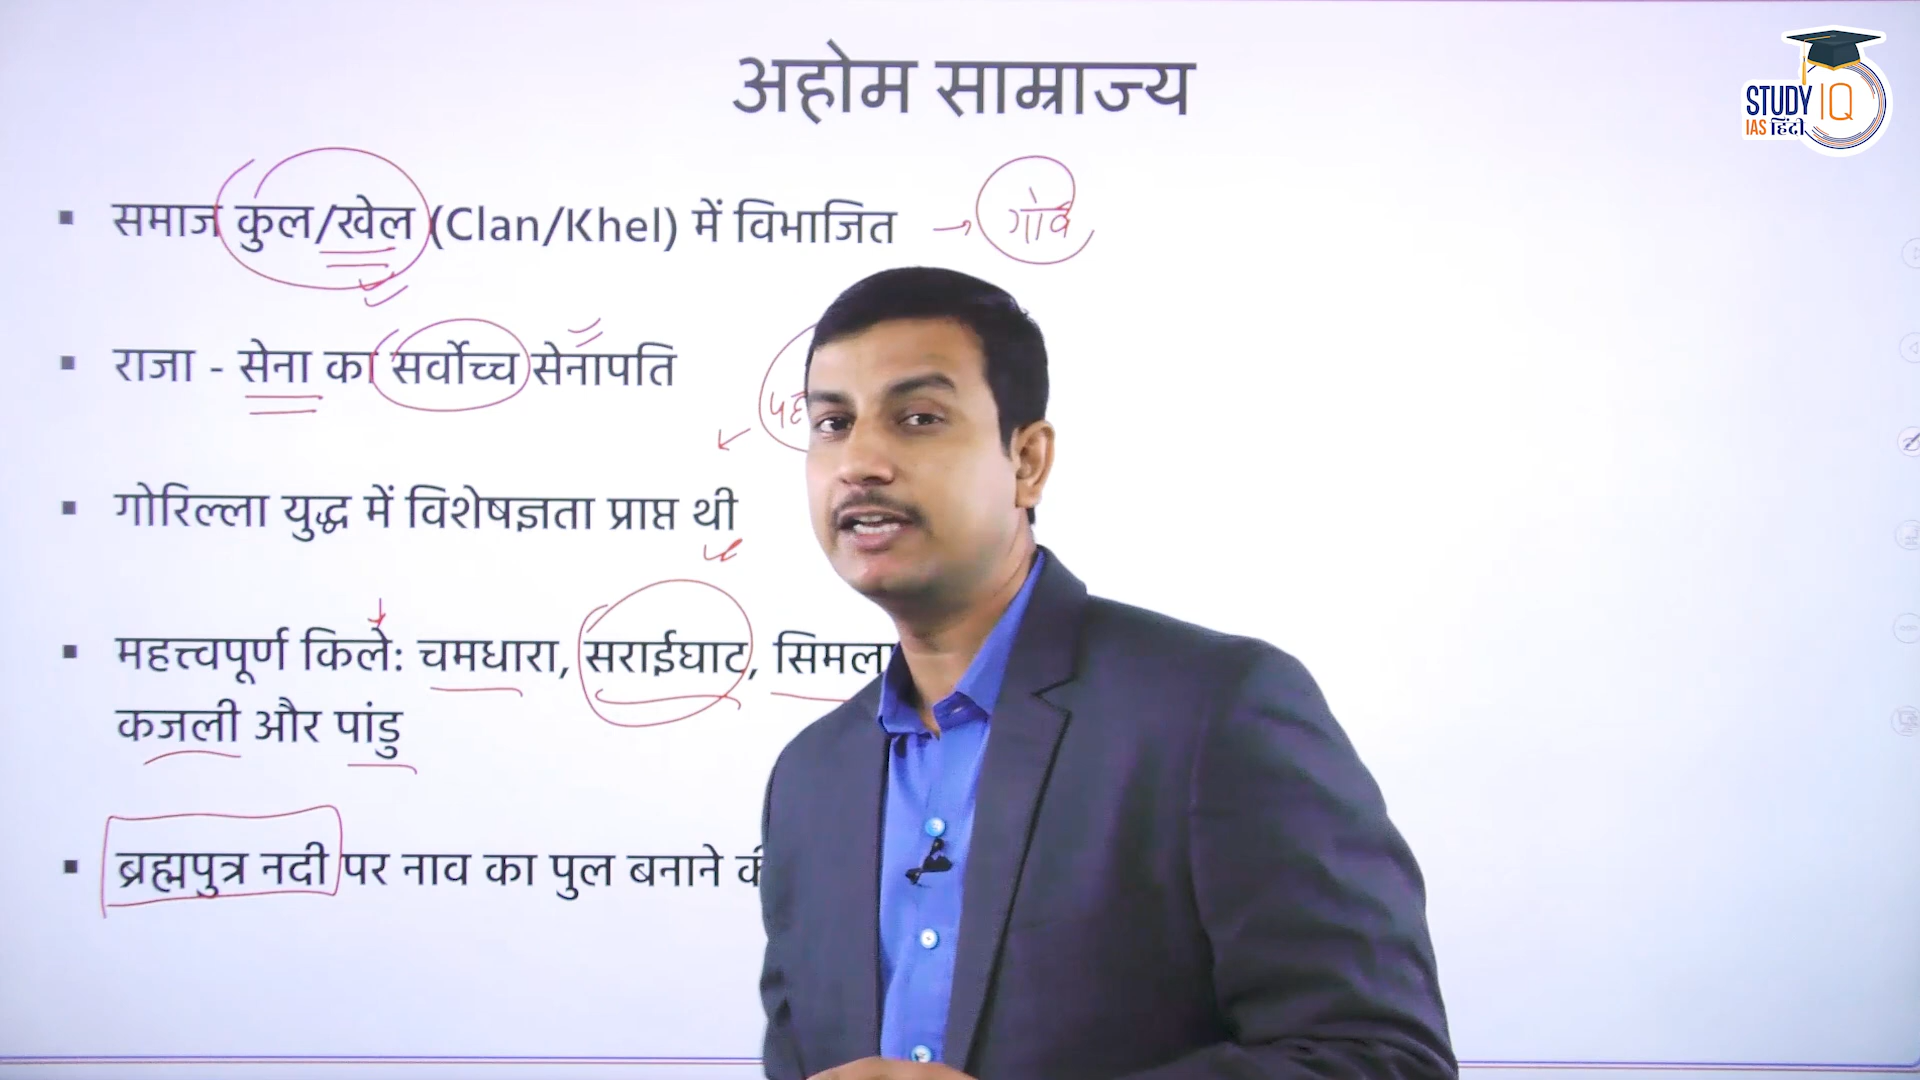 अहोम साम्राज्य
STUDY IQ
IAS हिंदी
▪ समाज कुल/खेल (Clan/Khel) में विभाजित → गांव
▪ राजा - सेना का सर्वोच्च सेनापति
▪ गोरिल्ला युद्ध में विशेषज्ञता प्राप्त थी
▪ महत्त्वपूर्ण किले: चमधारा, सराईघाट, सिमला
कजली और पांडु
▪ ब्रह्मपुत्र नदी पर नाव का पुल बनाने